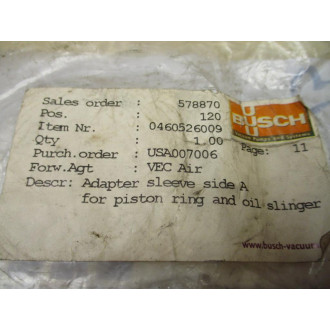 Sales order : 578870
Pos. : 120
Item Nr. : 0460526009
Qty : 1.00
Purch.order : USA007006
Forw.Agt : VEC Air
Descr: Adapter sleeve side A
for piston ring and oil slinger
BUSCH
Page: 11
www.busch-vacuu